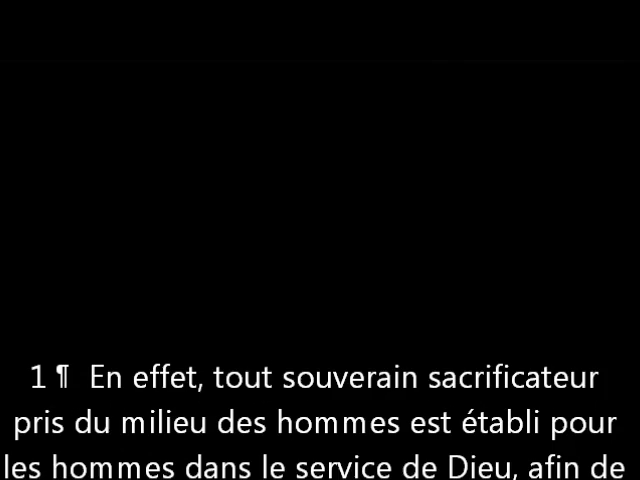 1 ¶ En effet, tout souverain sacrificateur
pris du milieu des hommes est établi pour
les hommes dans le service de Dieu, afin de